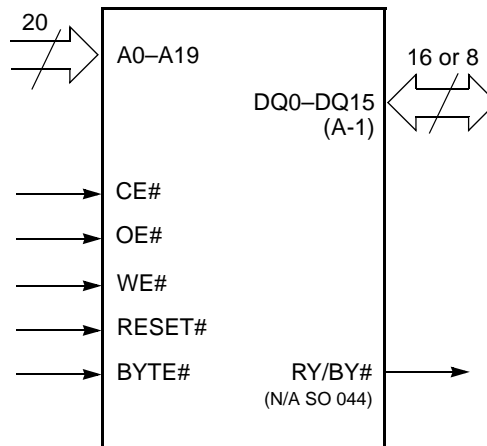 20
A0–A19
16 or 8
DQ0–DQ15
(A-1)
CE#
OE#
WE#
RESET#
BYTE#
RY/BY#
(N/A SO 044)